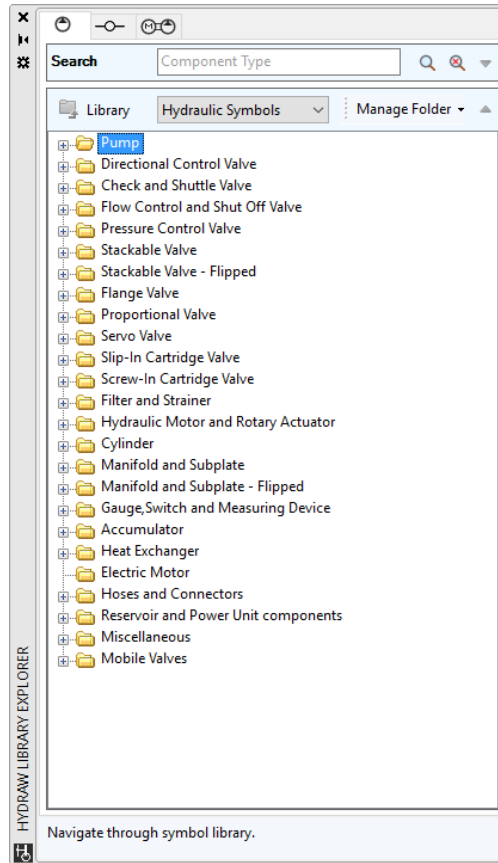 M
Search Component Type
Library Hydraulic Symbols Manage Folder
Pump
Directional Control Valve
Check and Shuttle Valve
Flow Control and Shut Off Valve
Pressure Control Valve
Stackable Valve
Stackable Valve - Flipped
Flange Valve
Proportional Valve
Servo Valve
Slip-In Cartridge Valve
Screw-In Cartridge Valve
Filter and Strainer
Hydraulic Motor and Rotary Actuator
Cylinder
Manifold and Subplate
Manifold and Subplate - Flipped
Gauge,Switch and Measuring Device
Accumulator
Heat Exchanger
Electric Motor
Hoses and Connectors
Reservoir and Power Unit components
Miscellaneous
Mobile Valves
HYDRAW LIBRARY EXPLORER
Navigate through symbol library.